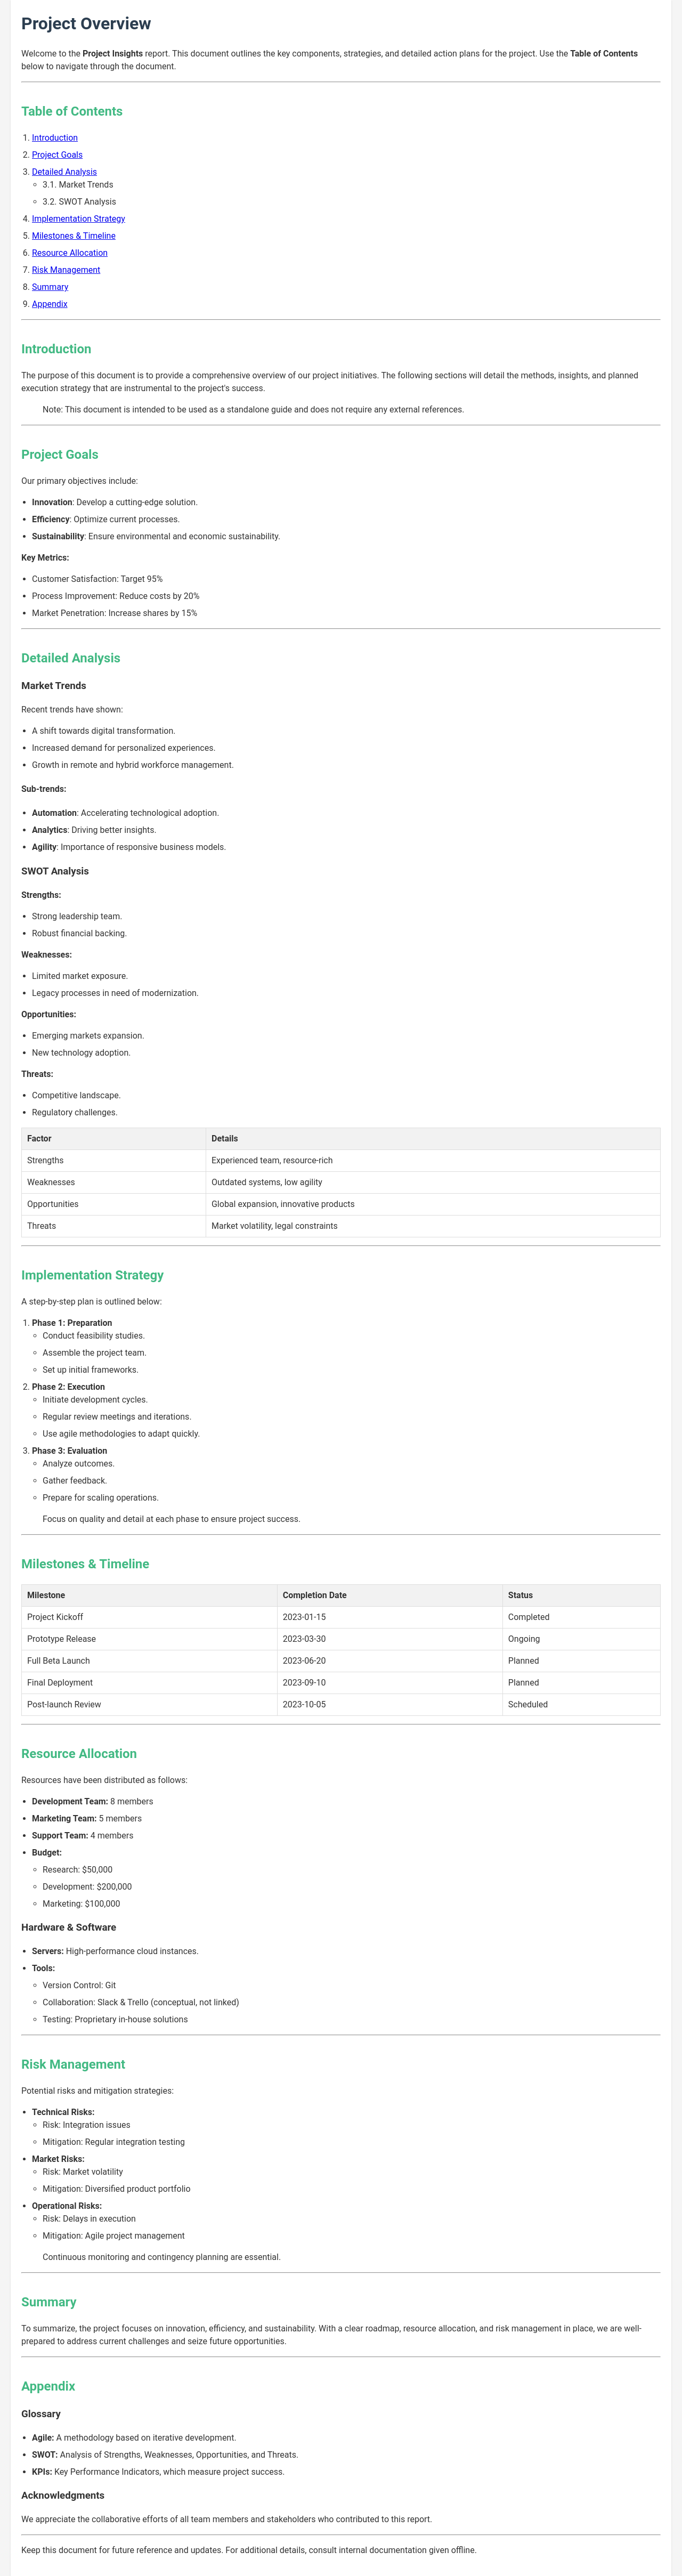 Project Overview
Welcome to the Project Insights report. This document outlines the key components, strategies, and detailed action plans for the project. Use the Table of Contents
below to navigate through the document.
Table of Contents
1. Introduction
2. Project Goals
3. Detailed Analysis
3.1. Market Trends
3.2. SWOT Analysis
4. Implementation Strategy
5. Milestones & Timeline
6. Resource Allocation
7. Risk Management
8. Summary
9. Appendix
Introduction
The purpose of this document is to provide a comprehensive overview of our project initiatives. The following sections will detail the methods, insights, and planned
execution strategy that are instrumental to the project's success.
Note: This document is intended to be used as a standalone guide and does not require any external references.
Project Goals
Our primary objectives include:
Innovation: Develop a cutting-edge solution.
Efficiency: Optimize current processes.
Sustainability: Ensure environmental and economic sustainability.
Key Metrics:
Customer Satisfaction: Target 95%
Process Improvement: Reduce costs by 20%
Market Penetration: Increase shares by 15%
Detailed Analysis
Market Trends
Recent trends have shown:
A shift towards digital transformation.
Increased demand for personalized experiences.
Growth in remote and hybrid workforce management.
Sub-trends:
Automation: Accelerating technological adoption.
Analytics: Driving better insights.
Agility: Importance of responsive business models.
SWOT Analysis
Strengths:
Strong leadership team.
Robust financial backing.
Weaknesses:
Limited market exposure.
Legacy processes in need of modernization.
Opportunities:
Emerging markets expansion.
New technology adoption.
Threats:
Competitive landscape.
Regulatory challenges.
Factor Details
Strengths Experienced team, resource-rich
Weaknesses Outdated systems, low agility
Opportunities Global expansion, innovative products
Threats Market volatility, legal constraints
Implementation Strategy
A step-by-step plan is outlined below:
1. Phase 1: Preparation
Conduct feasibility studies.
Assemble the project team.
Set up initial frameworks.
2. Phase 2: Execution
Initiate development cycles.
Regular review meetings and iterations.
Use agile methodologies to adapt quickly.
3. Phase 3: Evaluation
Analyze outcomes.
Gather feedback.
Prepare for scaling operations.
Focus on quality and detail at each phase to ensure project success.
Milestones & Timeline
Milestone Completion Date Status
Project Kickoff 2023-01-15 Completed
Prototype Release 2023-03-30 Ongoing
Full Beta Launch 2023-06-20 Planned
Final Deployment 2023-09-10 Planned
Post-launch Review 2023-10-05 Scheduled
Resource Allocation
Resources have been distributed as follows:
Development Team: 8 members
Marketing Team: 5 members
Support Team: 4 members
Budget:
Research: $50,000
Development: $200,000
Marketing: $100,000
Hardware & Software
Servers: High-performance cloud instances.
Tools:
Version Control: Git
Collaboration: Slack & Trello (conceptual, not linked)
Testing: Proprietary in-house solutions
Risk Management
Potential risks and mitigation strategies:
Technical Risks:
Risk: Integration issues
Mitigation: Regular integration testing
Market Risks:
Risk: Market volatility
Mitigation: Diversified product portfolio
Operational Risks:
Risk: Delays in execution
Mitigation: Agile project management
Continuous monitoring and contingency planning are essential.
Summary
To summarize, the project focuses on innovation, efficiency, and sustainability. With a clear roadmap, resource allocation, and risk management in place, we are well-
prepared to address current challenges and seize future opportunities.
Appendix
Glossary
Agile: A methodology based on iterative development.
SWOT: Analysis of Strengths, Weaknesses, Opportunities, and Threats.
KPIs: Key Performance Indicators, which measure project success.
Acknowledgments
We appreciate the collaborative efforts of all team members and stakeholders who contributed to this report.
Keep this document for future reference and updates. For additional details, consult internal documentation given offline.